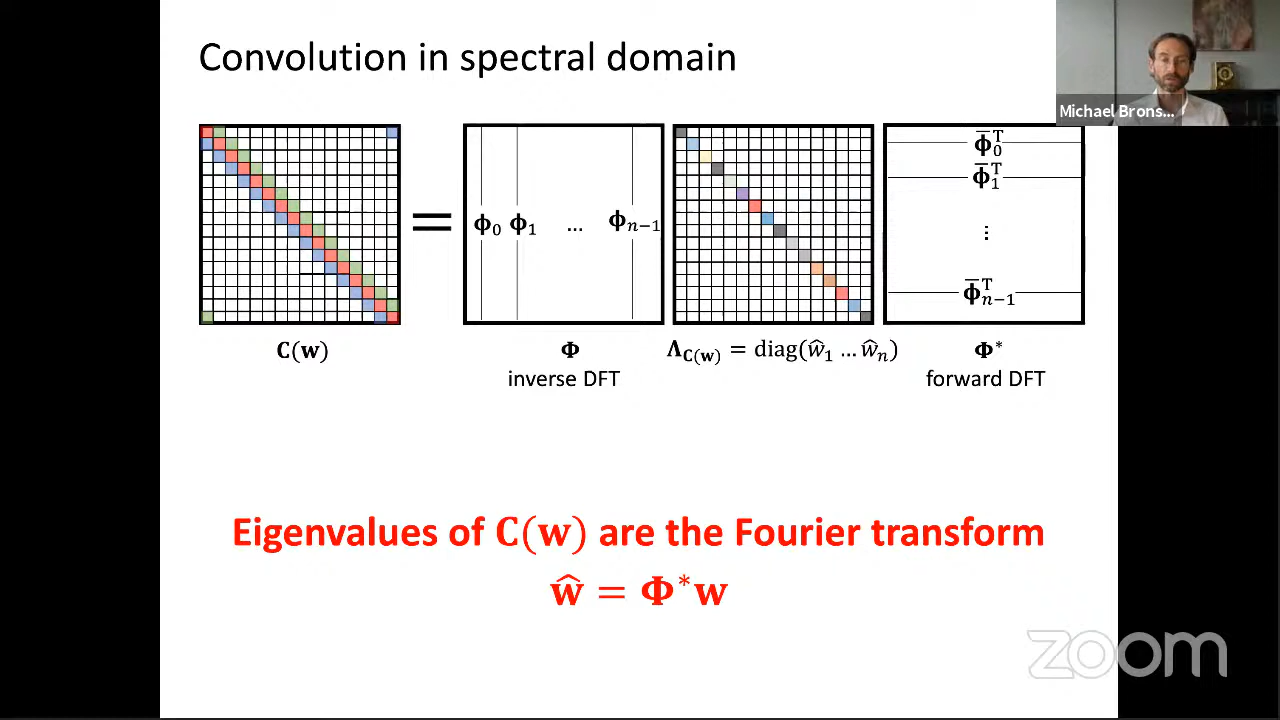 Convolution in spectral domain
Michael Brons...
=
ϕ₀ ϕ₁ ... ϕₙ₋₁
ϕ̅₀ᵀ
ϕ̅₁ᵀ
⋮
ϕ̅ₙ₋₁ᵀ
C(w)
Φ
inverse DFT
Λ_C(w) = diag(ŵ₁ … ŵₙ)
Φ*
forward DFT
Eigenvalues of C(w) are the Fourier transform
ŵ = Φ*w
zoom